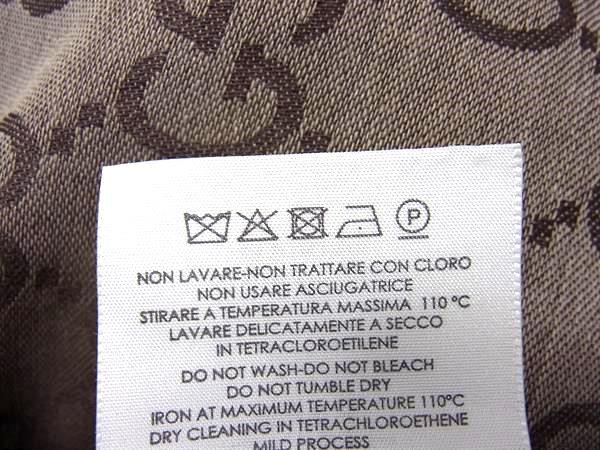 P
NON LAVARE-NON TRATTARE CON CLORO
NON USARE ASCIUGATRICE
STIRARE A TEMPERATURA MASSIMA 110 ºC
LAVARE DELICATAMENTE A SECCO
IN TETRACLOROETILENE
DO NOT WASH-DO NOT BLEACH
DO NOT TUMBLE DRY
IRON AT MAXIMUM TEMPERATURE 110ºC
DRY CLEANING IN TETRACHLOROETHENE
MILD PROCESS